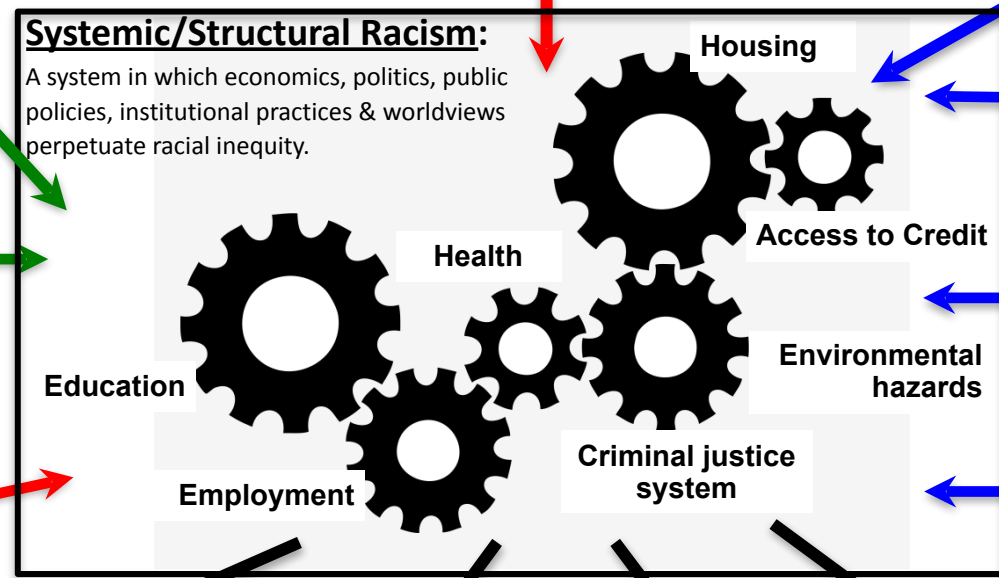 Systemic/Structural Racism:
A system in which economics, politics, public
policies, institutional practices & worldviews
perpetuate racial inequity.
Housing
Access to Credit
Health
Environmental
hazards
Education
Criminal justice
system
Employment